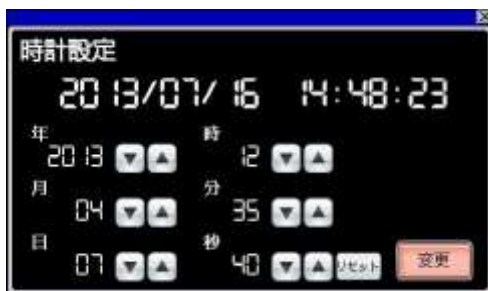 時計設定
2013/07/16 14:48:23
年 時
2013 ▼ ▲ 12 ▼ ▲
月 分
04 ▼ ▲ 35 ▼ ▲
日 秒
07 ▼ ▲ 40 ▼ ▲ リセット 変更